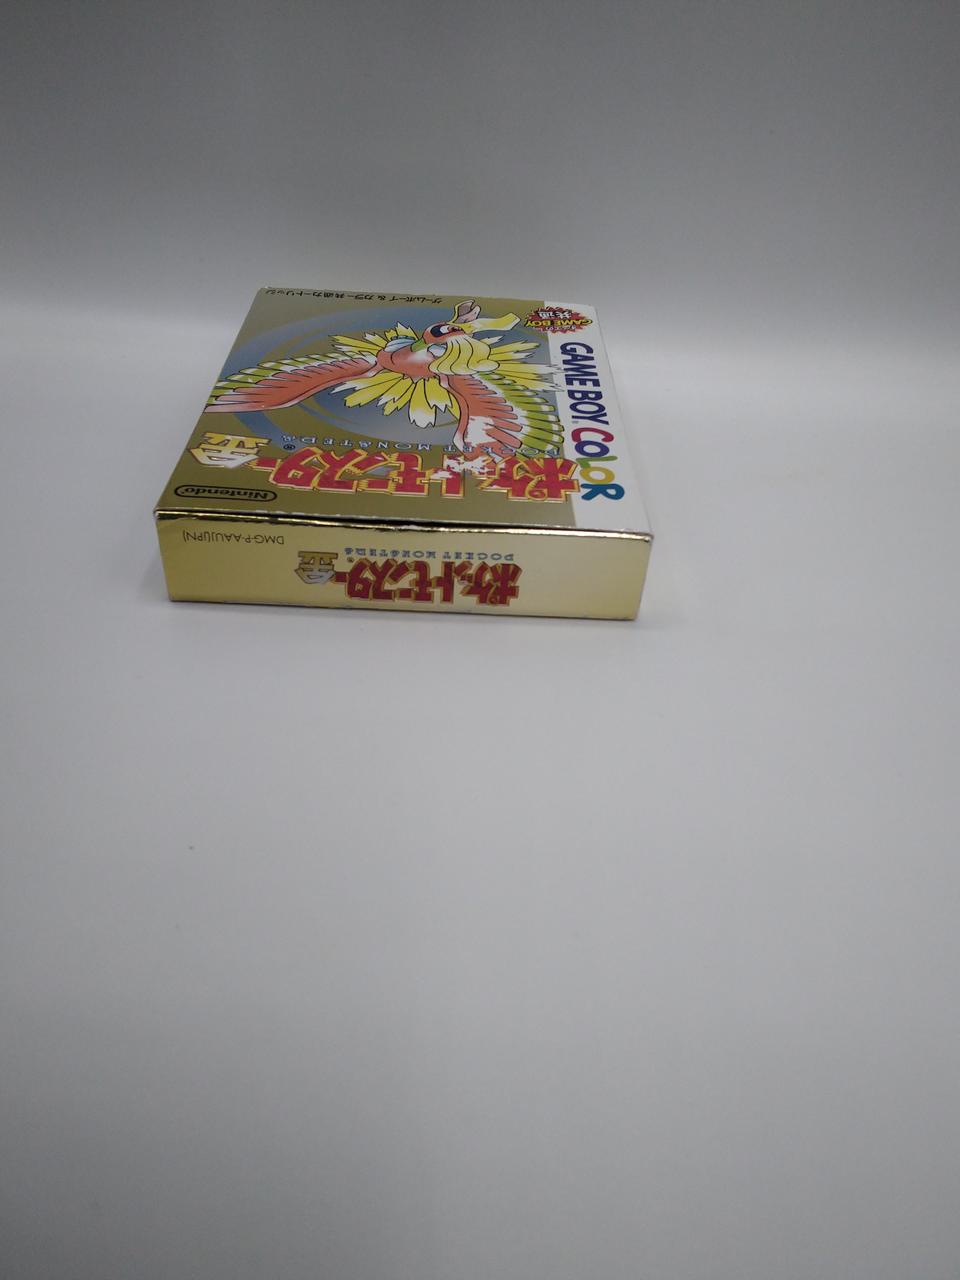 GAME BOY COLOR
GAME BOY
共通
ポケットモンスター
POCKET MONSTERS
金
Nintendo
ゲームボーイ & カラー共通カートリッジ
ポケットモンスター
POCKET MONSTERS
金
DMG-P-AAUJ(JPN)